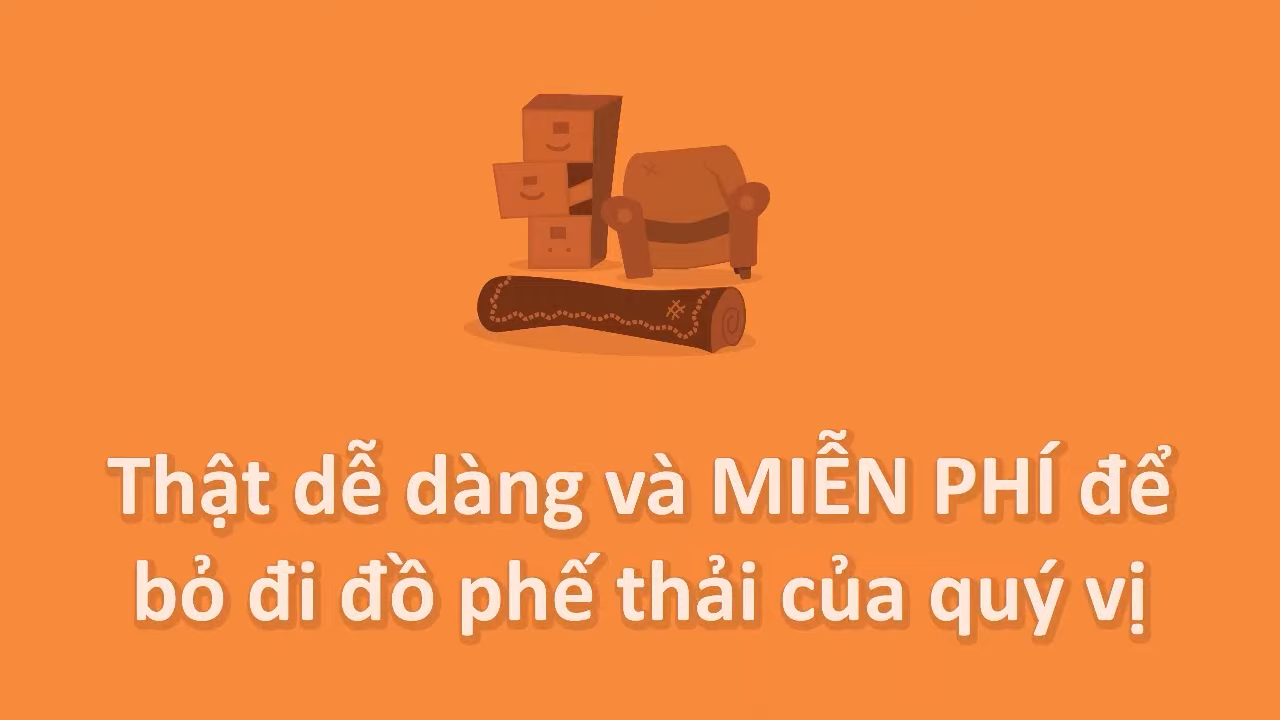 Thật dễ dàng và MIỄN PHÍ để
bỏ đi đồ phế thải của quý vị